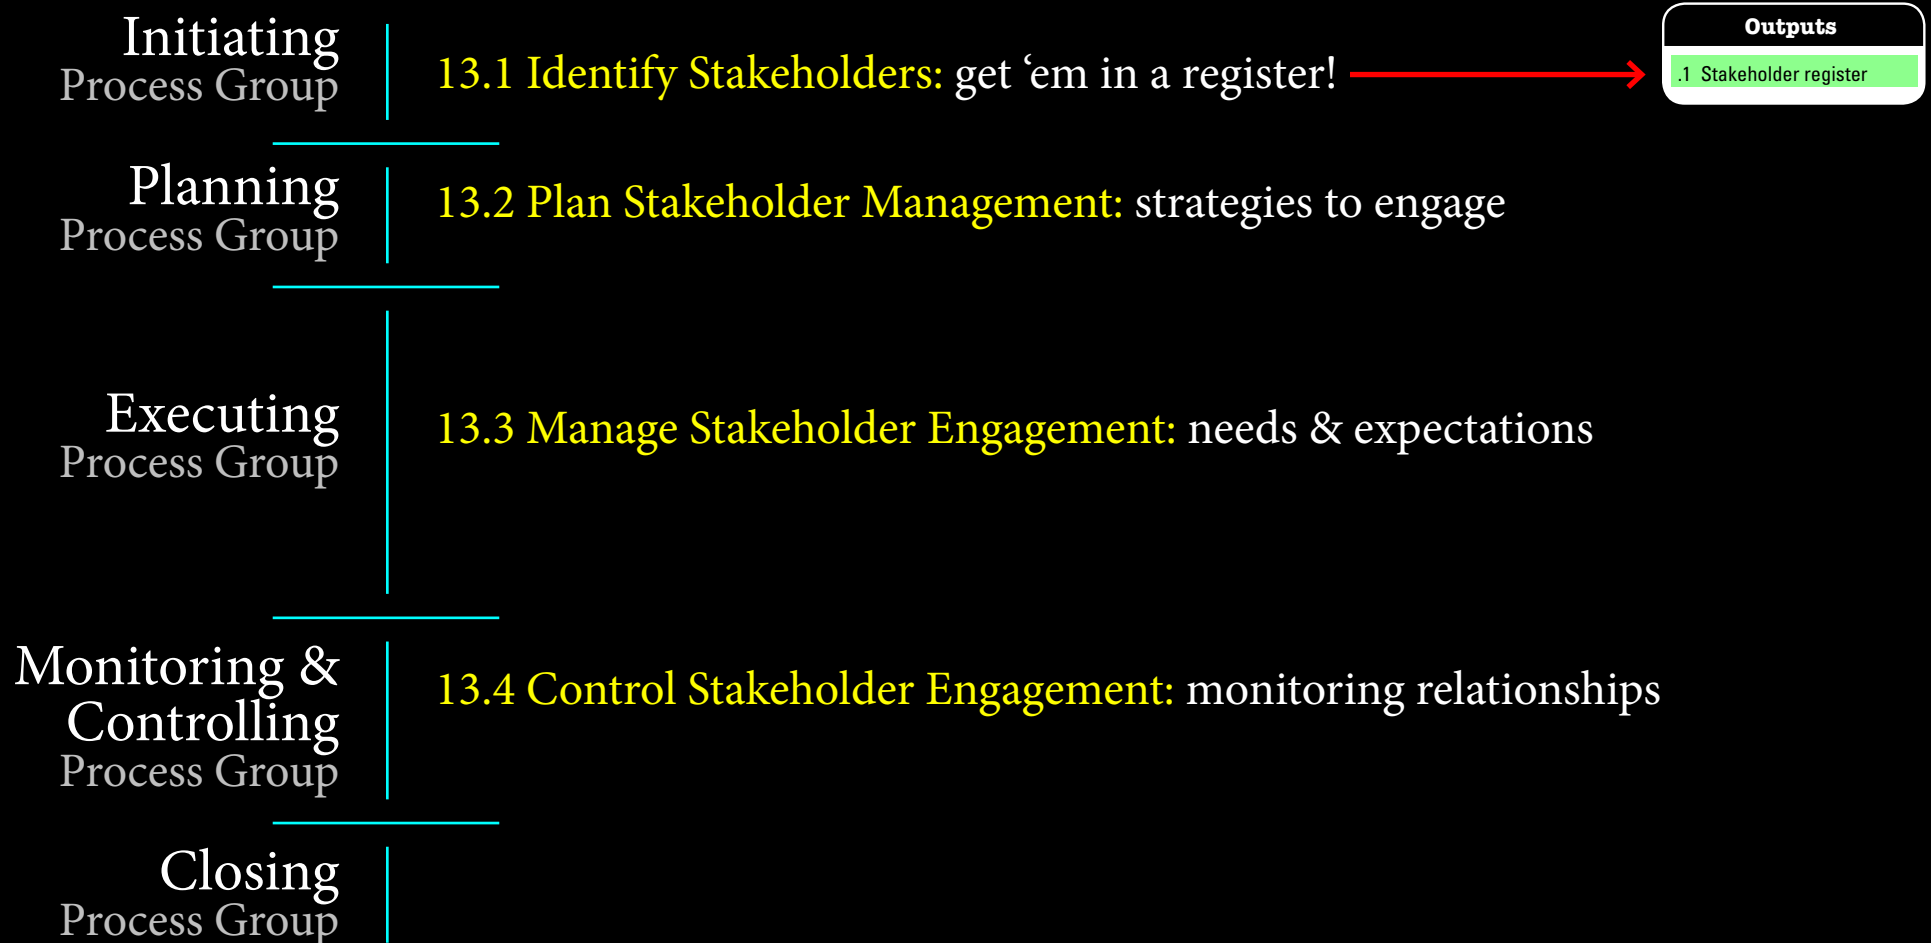 Initiating
Process Group
13.1 Identify Stakeholders: get ‘em in a register!
Outputs
.1 Stakeholder register
Planning
Process Group
13.2 Plan Stakeholder Management: strategies to engage
Executing
Process Group
13.3 Manage Stakeholder Engagement: needs & expectations
Monitoring &
Controlling
Process Group
13.4 Control Stakeholder Engagement: monitoring relationships
Closing
Process Group